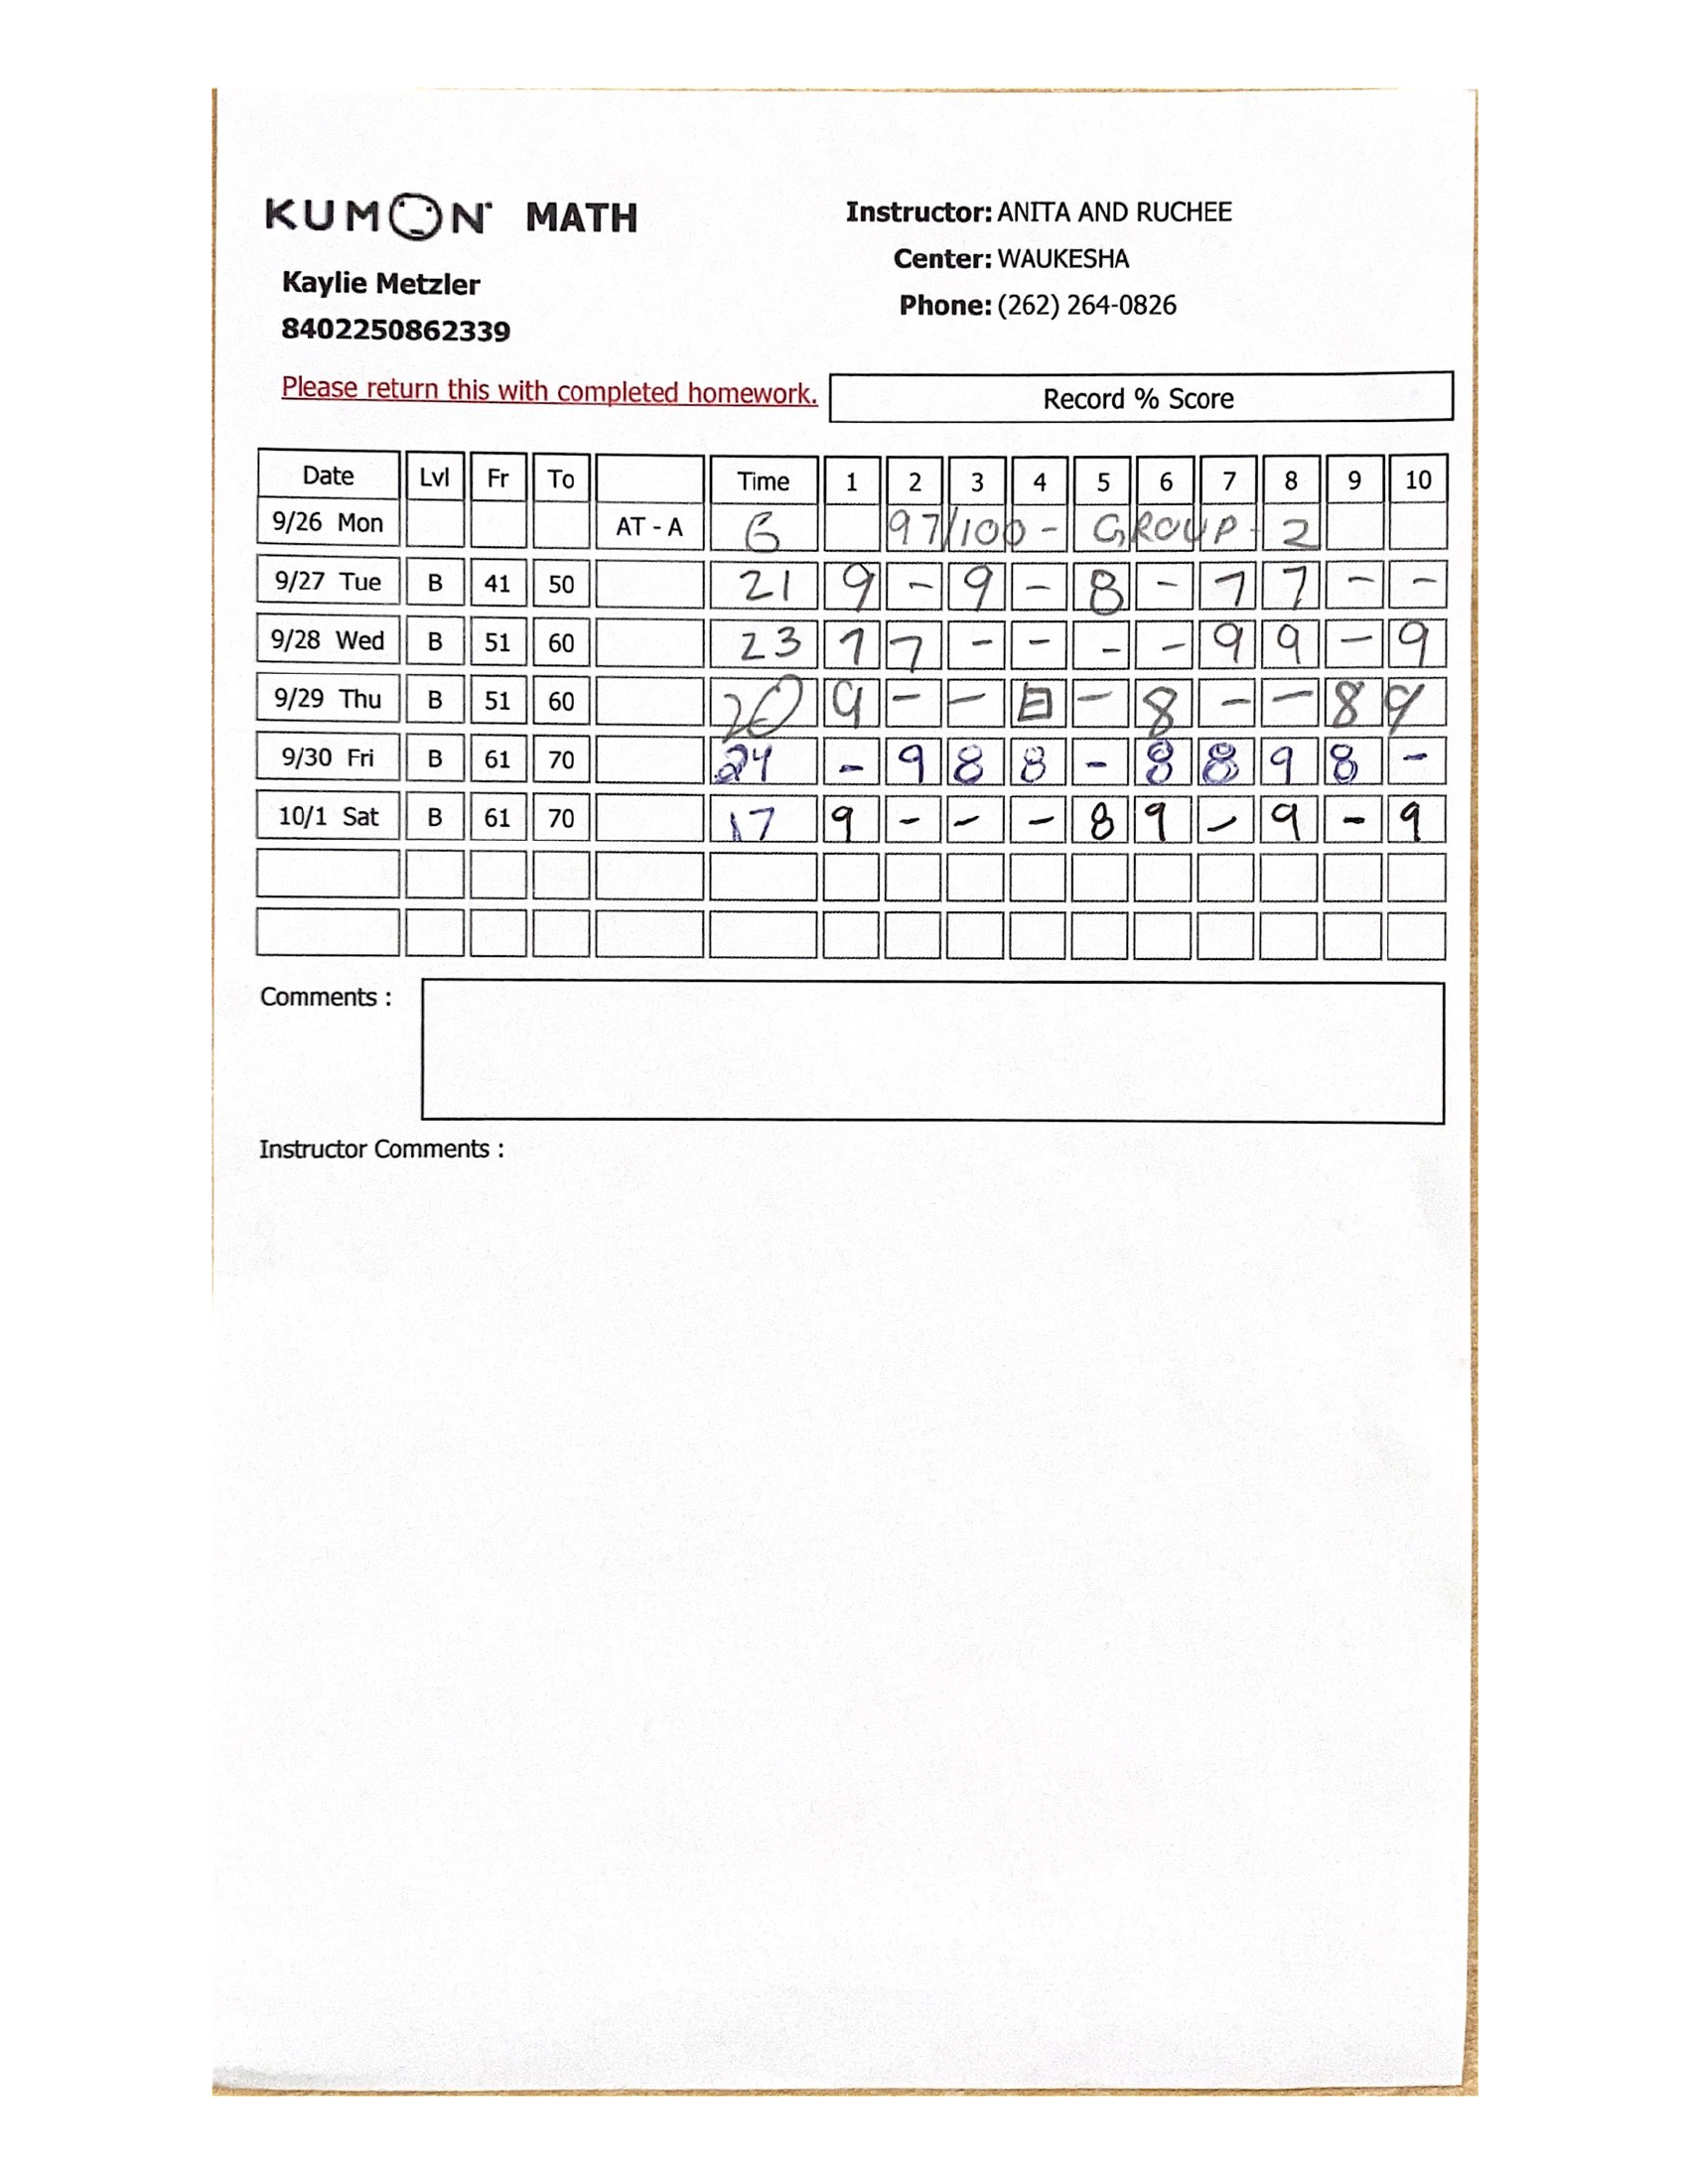 KUMON MATH
Instructor: ANITA AND RUCHEE
Center: WAUKESHA
Phone: (262) 264-0826
Kaylie Metzler
8402250862339
Please return this with completed homework.
Record % Score
Date Lvl Fr To Time 1 2 3 4 5 6 7 8 9 10
9/26 Mon AT - A 6 97/100 - GROUP - 2
9/27 Tue B 41 50 21 9 - 9 - 8 - 7 7 - -
9/28 Wed B 51 60 23 7 7 - - - - 9 9 - 9
9/29 Thu B 51 60 20 9 - - - 8 - - 8 9
9/30 Fri B 61 70 24 - 9 8 8 - 8 8 9 8 -
10/1 Sat B 61 70 17 9 - - - 8 9 - 9 - 9
Comments :
Instructor Comments :